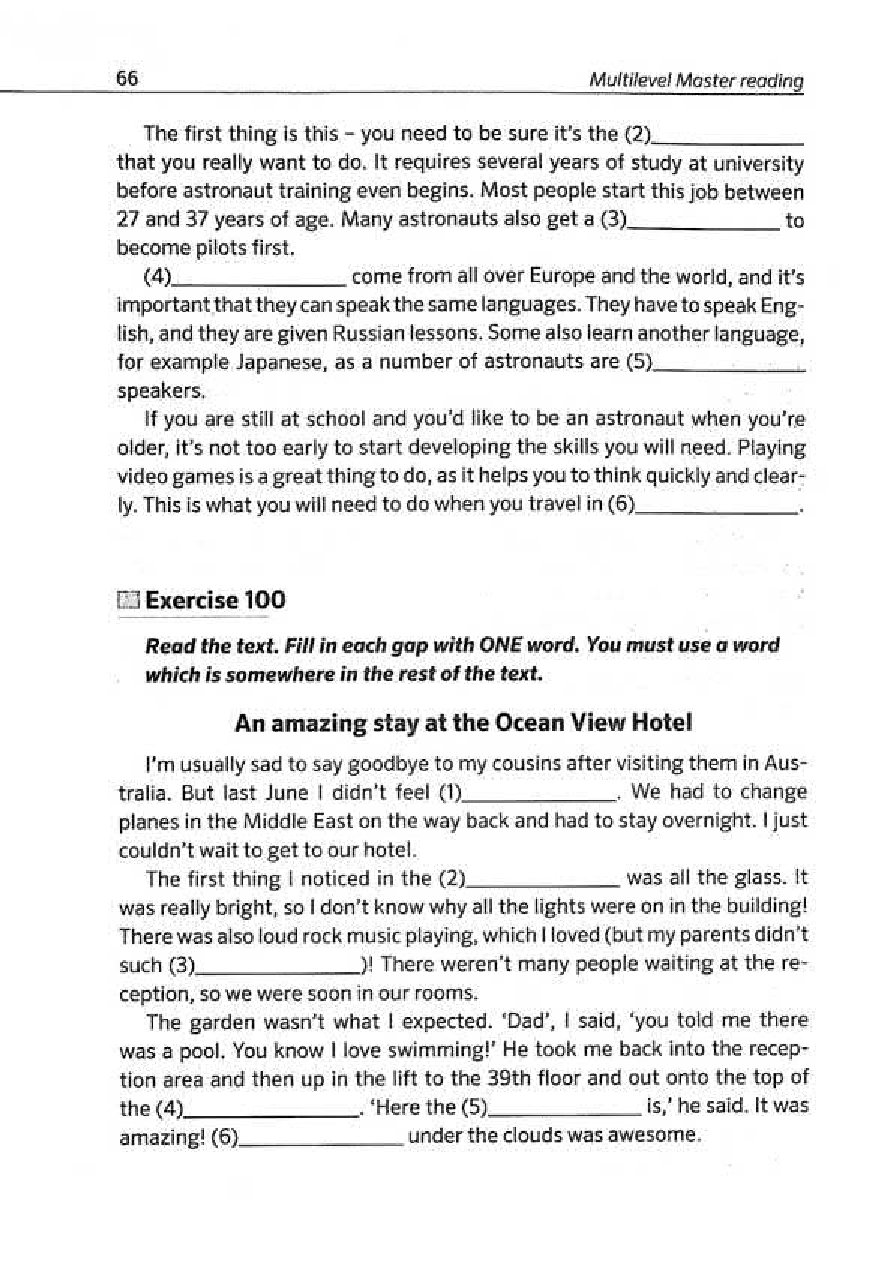 66
Multilevel Master reading
The first thing is this – you need to be sure it's the (2)______________
that you really want to do. It requires several years of study at university
before astronaut training even begins. Most people start this job between
27 and 37 years of age. Many astronauts also get a (3)______________ to
become pilots first.
(4)________________ come from all over Europe and the world, and it's
important that they can speak the same languages. They have to speak Eng-
lish, and they are given Russian lessons. Some also learn another language,
for example Japanese, as a number of astronauts are (5)______________
speakers.
If you are still at school and you'd like to be an astronaut when you're
older, it's not too early to start developing the skills you will need. Playing
video games is a great thing to do, as it helps you to think quickly and clear-
ly. This is what you will need to do when you travel in (6)_______________.
Exercise 100
Read the text. Fill in each gap with ONE word. You must use a word
which is somewhere in the rest of the text.
An amazing stay at the Ocean View Hotel
I'm usually sad to say goodbye to my cousins after visiting them in Aus-
tralia. But last June I didn't feel (1)______________. We had to change
planes in the Middle East on the way back and had to stay overnight. I just
couldn't wait to get to our hotel.
The first thing I noticed in the (2)______________ was all the glass. It
was really bright, so I don't know why all the lights were on in the building!
There was also loud rock music playing, which I loved (but my parents didn't
such (3)_______________)! There weren't many people waiting at the re-
ception, so we were soon in our rooms.
The garden wasn't what I expected. 'Dad', I said, 'you told me there
was a pool. You know I love swimming!' He took me back into the recep-
tion area and then up in the lift to the 39th floor and out onto the top of
the (4)________________. 'Here the (5)______________ is,' he said. It was
amazing! (6)_______________ under the clouds was awesome.